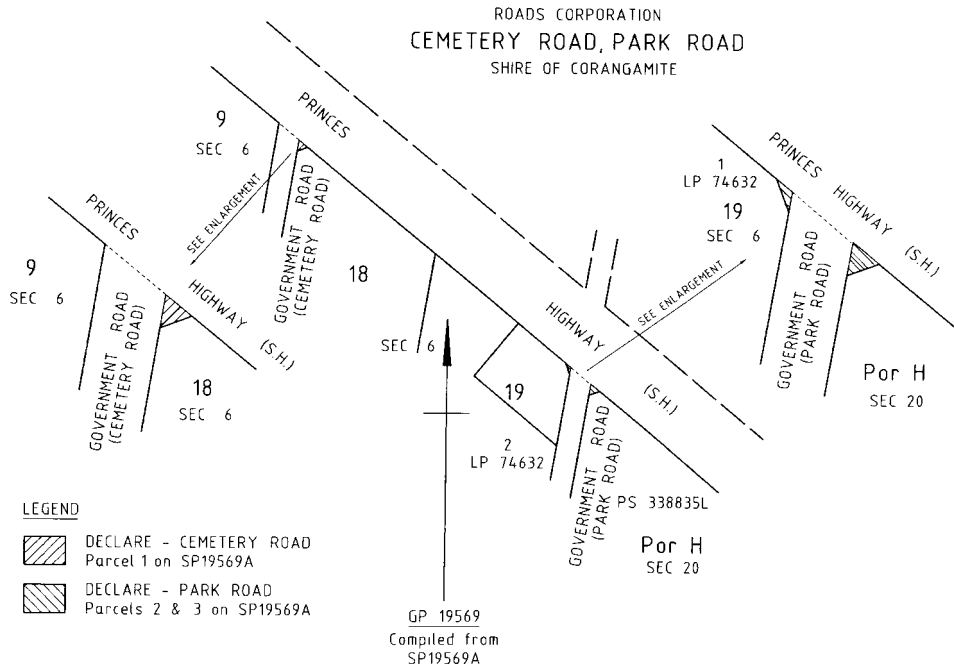 ROADS CORPORATION
CEMETERY ROAD, PARK ROAD
SHIRE OF CORANGAMITE
9
SEC 6
PRINCES
HIGHWAY
(S.H.)
GOVERNMENT ROAD
(CEMETERY ROAD)
SEE ENLARGEMENT
18
SEC 6
19
2
LP 74632
GOVERNMENT ROAD
(PARK ROAD)
PS 338835L
Por H
SEC 20
SEE ENLARGEMENT
PRINCES
HIGHWAY
(S.H.)
9
SEC 6
GOVERNMENT ROAD
(CEMETERY ROAD)
18
SEC 6
PRINCES
HIGHWAY
(S.H.)
1
LP 74632
19
SEC 6
GOVERNMENT ROAD
(PARK ROAD)
Por H
SEC 20
LEGEND
DECLARE - CEMETERY ROAD
Parcel 1 on SP19569A
DECLARE - PARK ROAD
Parcels 2 & 3 on SP19569A
GP 19569
Compiled from
SP19569A